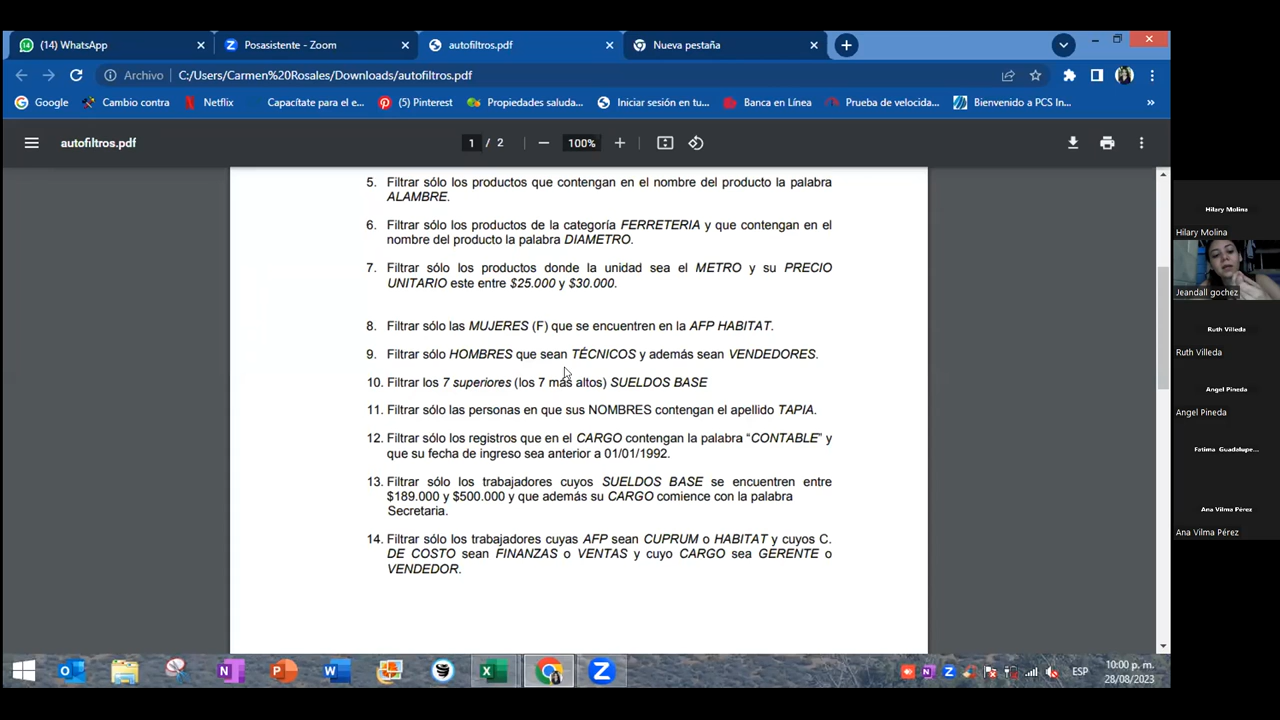 (14) WhatsApp
Posasistente - Zoom
autofiltros.pdf
Nueva pestaña
Archivo
C:/Users/Carmen%20Rosales/Downloads/autofiltros.pdf
Google
Cambio contra
Netflix
Capacítate para el e...
(5) Pinterest
Propiedades saluda...
Iniciar sesión en tu...
Banca en Línea
Prueba de velocida...
Bienvenido a PCS In...
»
autofiltros.pdf
1 / 2
100%
5. Filtrar sólo los productos que contengan en el nombre del producto la palabra
ALAMBRE.
6. Filtrar sólo los productos de la categoría FERRETERIA y que contengan en el
nombre del producto la palabra DIAMETRO.
7. Filtrar sólo los productos donde la unidad sea el METRO y su PRECIO
UNITARIO este entre $25.000 y $30.000.
8. Filtrar sólo las MUJERES (F) que se encuentren en la AFP HABITAT.
9. Filtrar sólo HOMBRES que sean TÉCNICOS y además sean VENDEDORES.
10. Filtrar los 7 superiores (los 7 más altos) SUELDOS BASE
11. Filtrar sólo las personas en que sus NOMBRES contengan el apellido TAPIA.
12. Filtrar sólo los registros que en el CARGO contengan la palabra “CONTABLE” y
que su fecha de ingreso sea anterior a 01/01/1992.
13. Filtrar sólo los trabajadores cuyos SUELDOS BASE se encuentren entre
$189.000 y $500.000 y que además su CARGO comience con la palabra
Secretaria.
14. Filtrar sólo los trabajadores cuyas AFP sean CUPRUM o HABITAT y cuyos C.
DE COSTO sean FINANZAS o VENTAS y cuyo CARGO sea GERENTE o
VENDEDOR.
Hilary Molina
Hilary Molina
Jeandall gochez
Ruth Villeda
Ruth Villeda
Angel Pineda
Angel Pineda
Fatima Guadalupe...
Ana Vilma Pérez
Ana Vilma Pérez
ESP
10:00 p. m.
28/08/2023